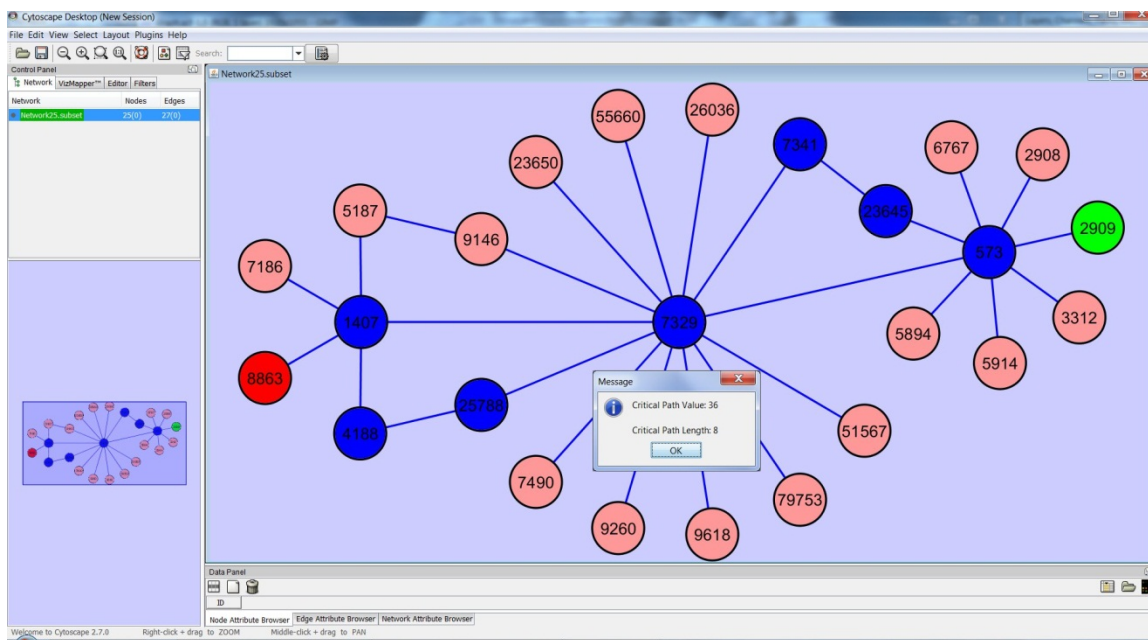 Cytoscape Desktop (New Session)
File Edit View Select Layout Plugins Help
Search:
Control Panel
Network VizMapper™ Editor Filters
Network Nodes Edges
Network25.subset 25(0) 27(0)
Network25.subset
55660
26036
7341
6767
2908
23650
5187
23645
2909
9146
573
7186
1407
7329
3312
5894
5914
8863
Message
Critical Path Value: 36
Critical Path Length: 8
OK
25788
4188
51567
7490
79753
9260
9618
Data Panel
ID
Node Attribute Browser Edge Attribute Browser Network Attribute Browser
Welcome to Cytoscape 2.7.0 Right-click + drag to ZOOM Middle-click + drag to PAN